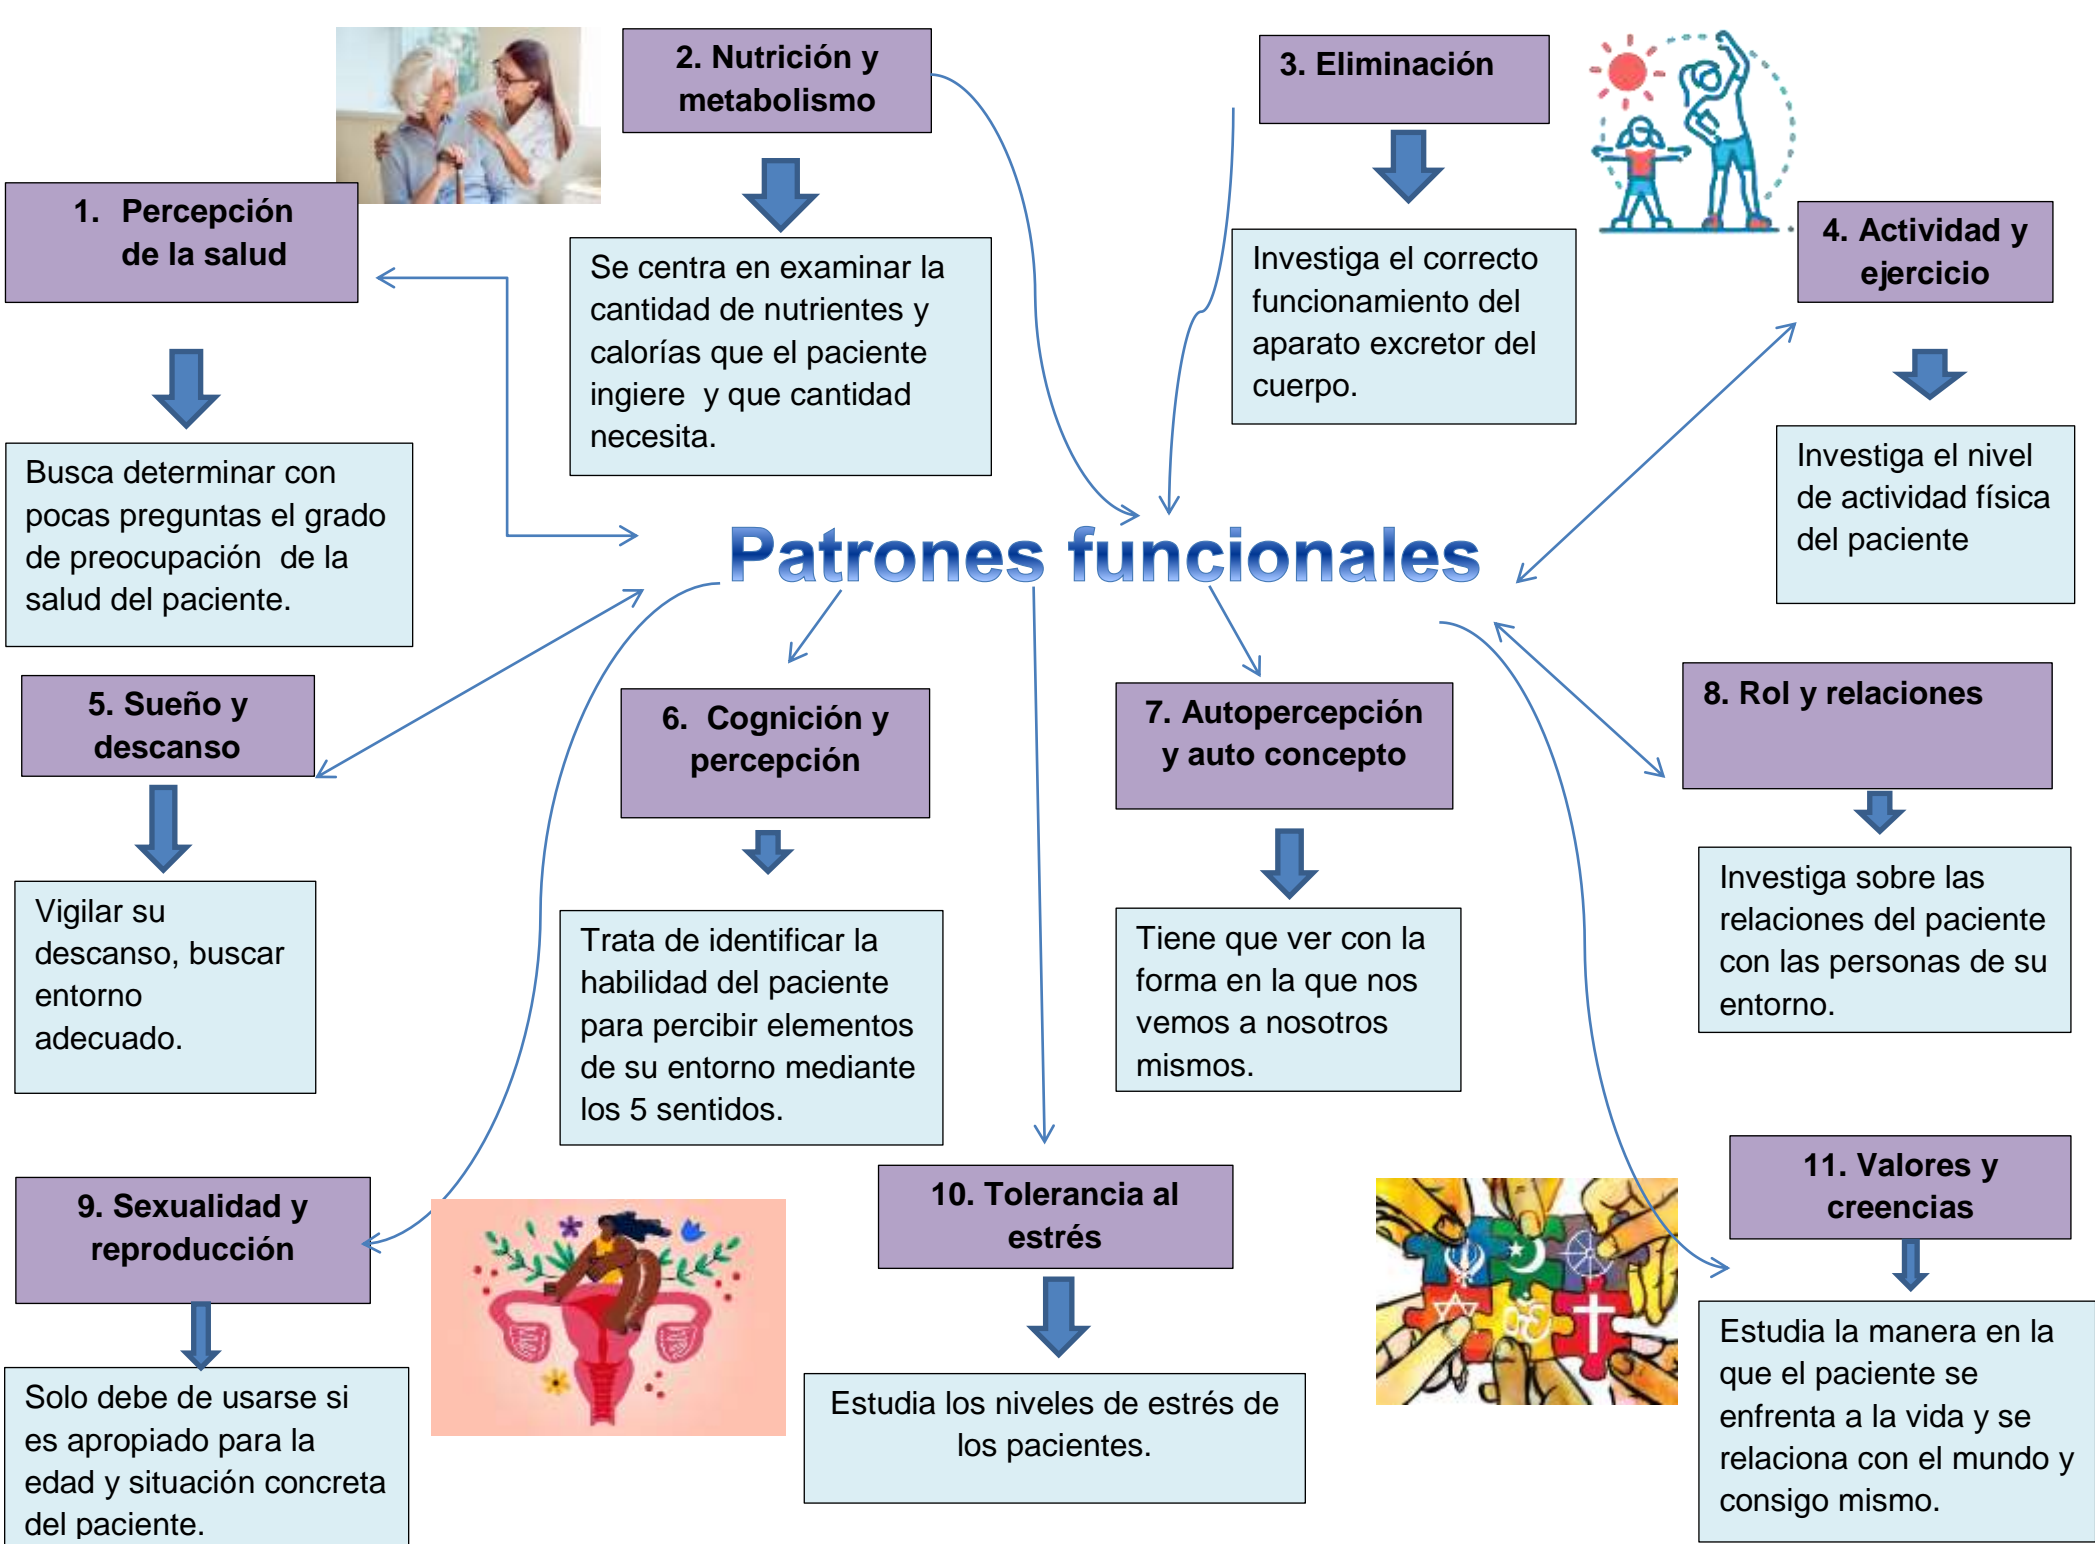 1. Percepción
de la salud
Busca determinar con
pocas preguntas el grado
de preocupación  de la
salud del paciente.
2. Nutrición y
metabolismo
Se centra en examinar la
cantidad de nutrientes y
calorías que el paciente
ingiere  y que cantidad
necesita.
3. Eliminación
Investiga el correcto
funcionamiento del
aparato excretor del
cuerpo.
4. Actividad y
ejercicio
Investiga el nivel
de actividad física
del paciente
Patrones funcionales
5. Sueño y
descanso
Vigilar su
descanso, buscar
entorno
adecuado.
6.  Cognición y
percepción
Trata de identificar la
habilidad del paciente
para percibir elementos
de su entorno mediante
los 5 sentidos.
7. Autopercepción
y auto concepto
Tiene que ver con la
forma en la que nos
vemos a nosotros
mismos.
8. Rol y relaciones
Investiga sobre las
relaciones del paciente
con las personas de su
entorno.
9. Sexualidad y
reproducción
Solo debe de usarse si
es apropiado para la
edad y situación concreta
del paciente.
10. Tolerancia al
estrés
Estudia los niveles de estrés de
los pacientes.
11. Valores y
creencias
Estudia la manera en la
que el paciente se
enfrenta a la vida y se
relaciona con el mundo y
consigo mismo.